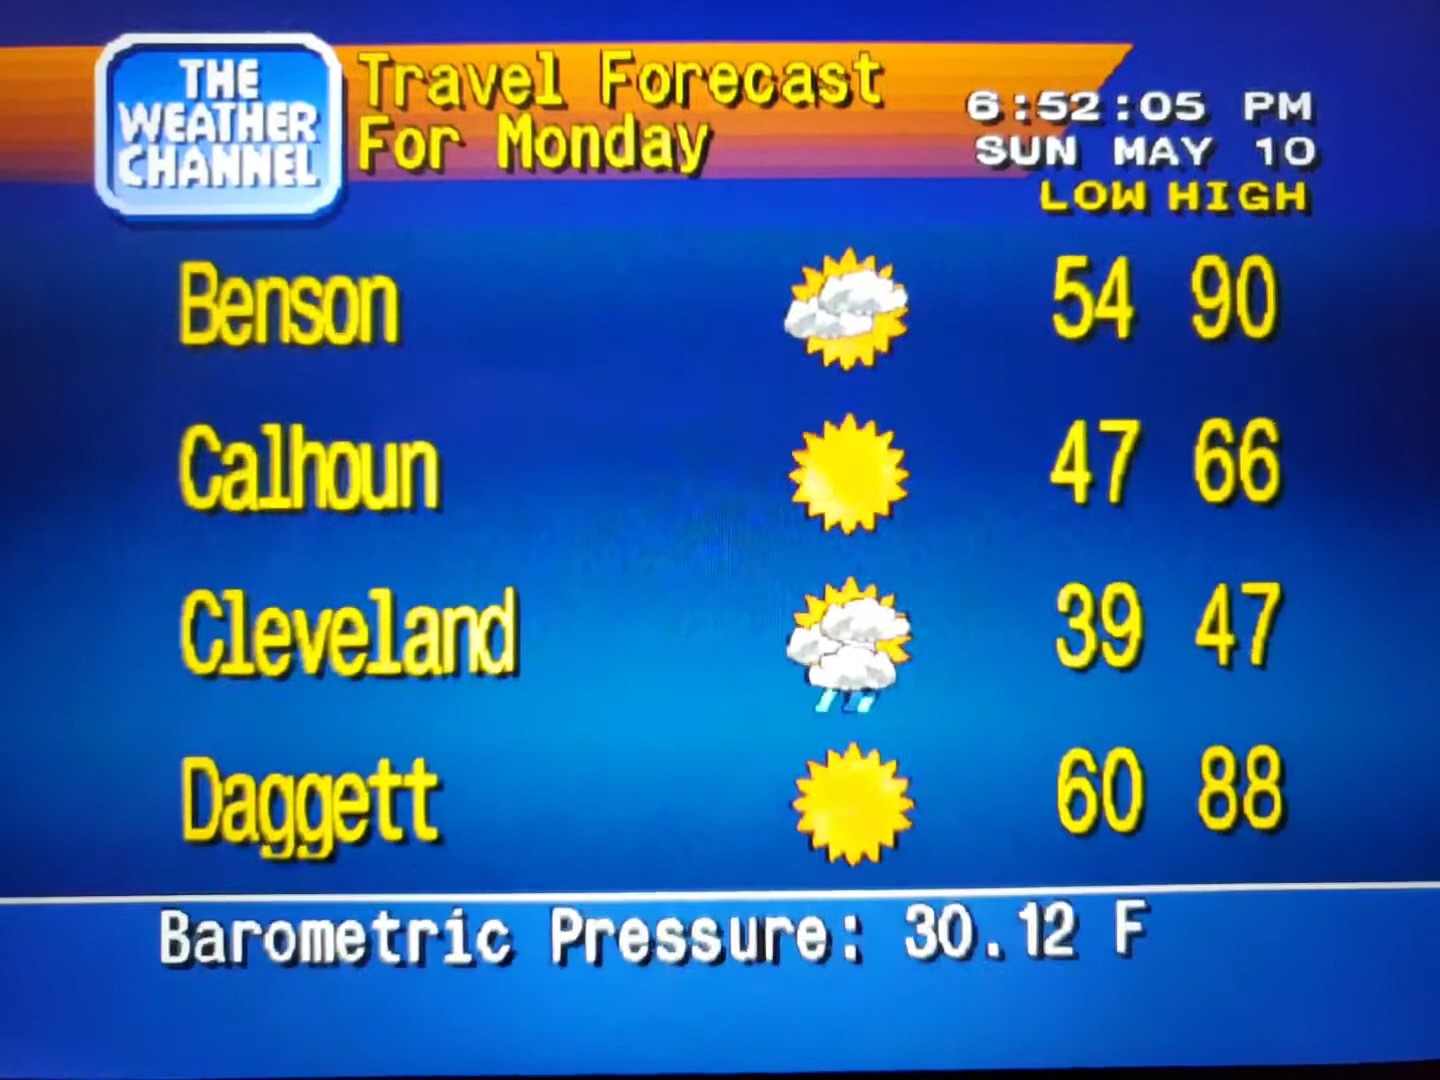 THE
WEATHER
CHANNEL
Travel Forecast
For Monday
6:52:05 PM
SUN MAY 10
LOW HIGH
Benson 54 90
Calhoun 47 66
Cleveland 39 47
Daggett 60 88
Barometric Pressure: 30.12 F